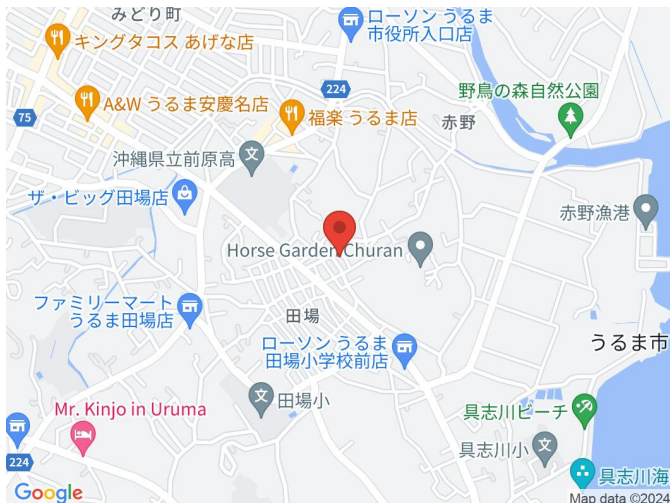 みどり町
ローソン うるま
市役所入口店
キングタコス あげな店
224
野鳥の森自然公園
75
A&W うるま安慶名店
福楽 うるま店
赤野
沖縄県立前原高
ザ・ビッグ田場店
赤野漁港
Horse Garden Churan
ファミリーマート
うるま田場店
田場
ローソン うるま
田場小学校前店
うるま市
田場小
Mr. Kinjo in Uruma
具志川ビーチ
具志川小
224
具志川海
Google
Map data ©2024